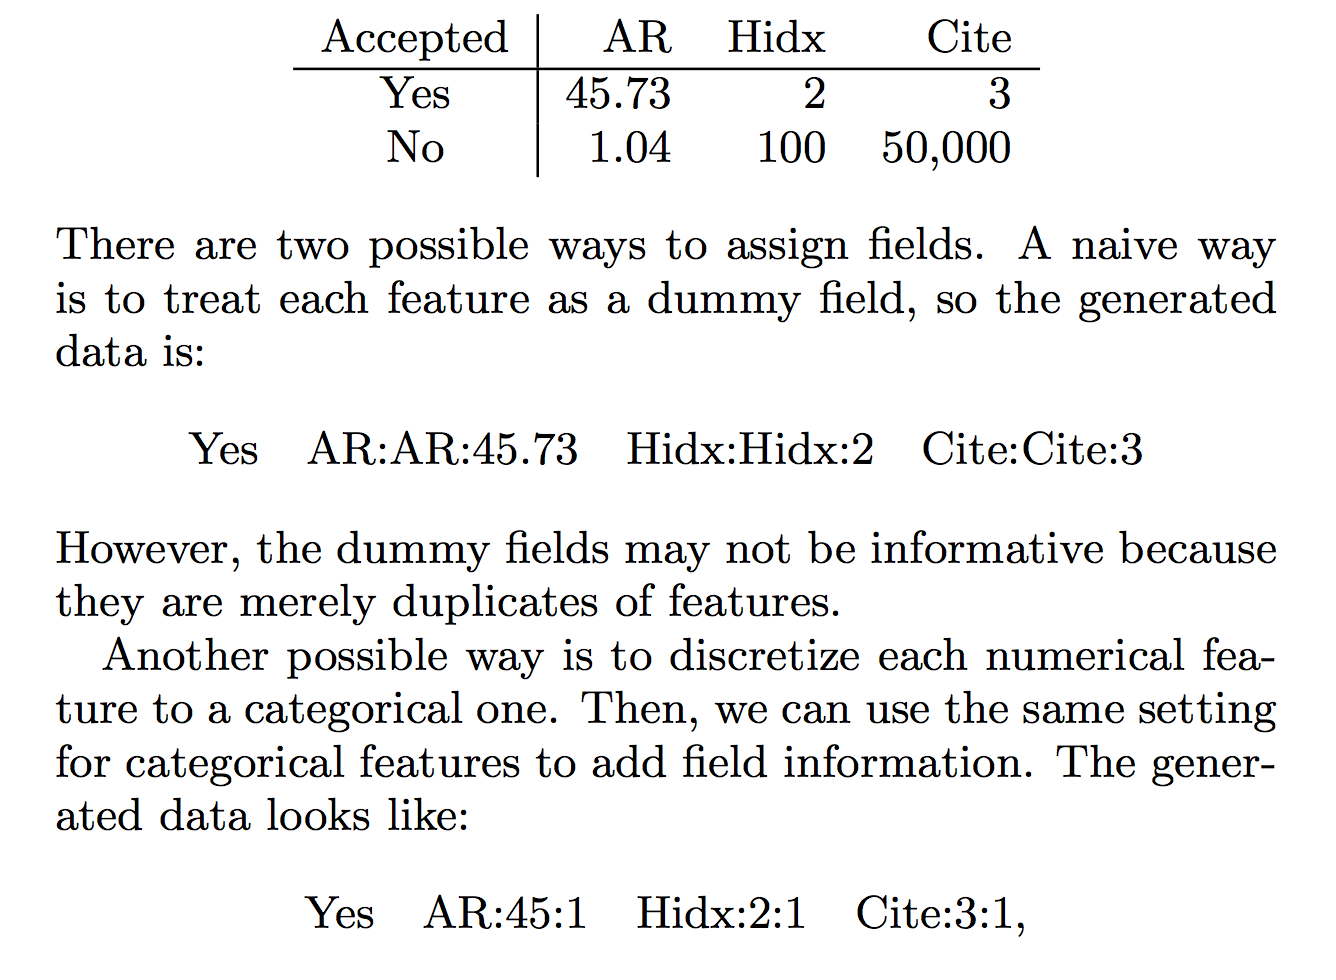 Accepted AR Hidx Cite
Yes 45.73 2 3
No 1.04 100 50,000
There are two possible ways to assign fields. A naive way
is to treat each feature as a dummy field, so the generated
data is:
Yes AR:AR:45.73 Hidx:Hidx:2 Cite:Cite:3
However, the dummy fields may not be informative because
they are merely duplicates of features.
Another possible way is to discretize each numerical fea-
ture to a categorical one. Then, we can use the same setting
for categorical features to add field information. The gener-
ated data looks like:
Yes AR:45:1 Hidx:2:1 Cite:3:1,